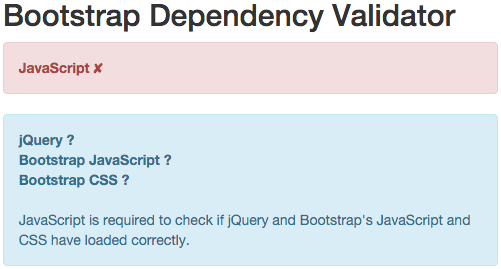 Bootstrap Dependency Validator
JavaScript ✘
jQuery ?
Bootstrap JavaScript ?
Bootstrap CSS ?
JavaScript is required to check if jQuery and Bootstrap's JavaScript and
CSS have loaded correctly.